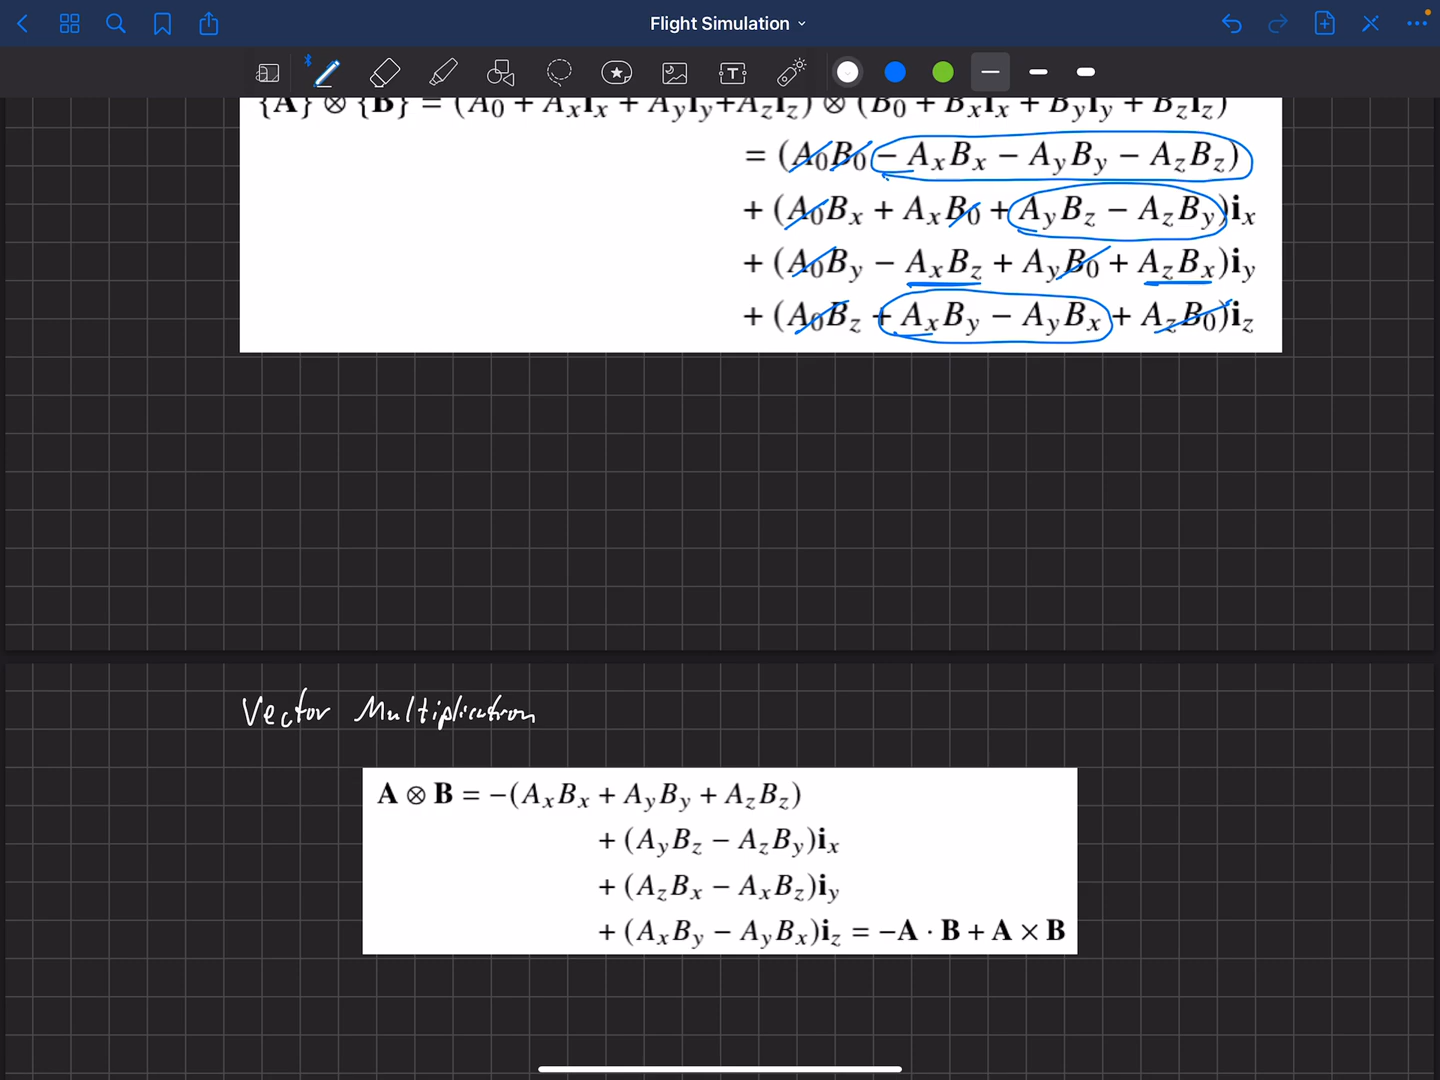 Flight Simulation
{A} ⊗ {B} = (A₀ + Aₓiₓ + A_yi_y+A_zi_z) ⊗ (B₀ + Bₓiₓ + B_yi_y + B_zi_z)
= (A₀B₀ − AₓBₓ − A_yB_y − A_zB_z)
+ (A₀Bₓ + AₓB₀ + A_yB_z − A_zB_y)iₓ
+ (A₀B_y − AₓB_z + A_yB₀ + A_zBₓ)i_y
+ (A₀B_z + AₓB_y − A_yBₓ + A_zB₀)i_z
Vector Multiplication
A ⊗ B = −(AₓBₓ + A_yB_y + A_zB_z)
+ (A_yB_z − A_zB_y)iₓ
+ (A_zBₓ − AₓB_z)i_y
+ (AₓB_y − A_yBₓ)i_z = −A · B + A × B